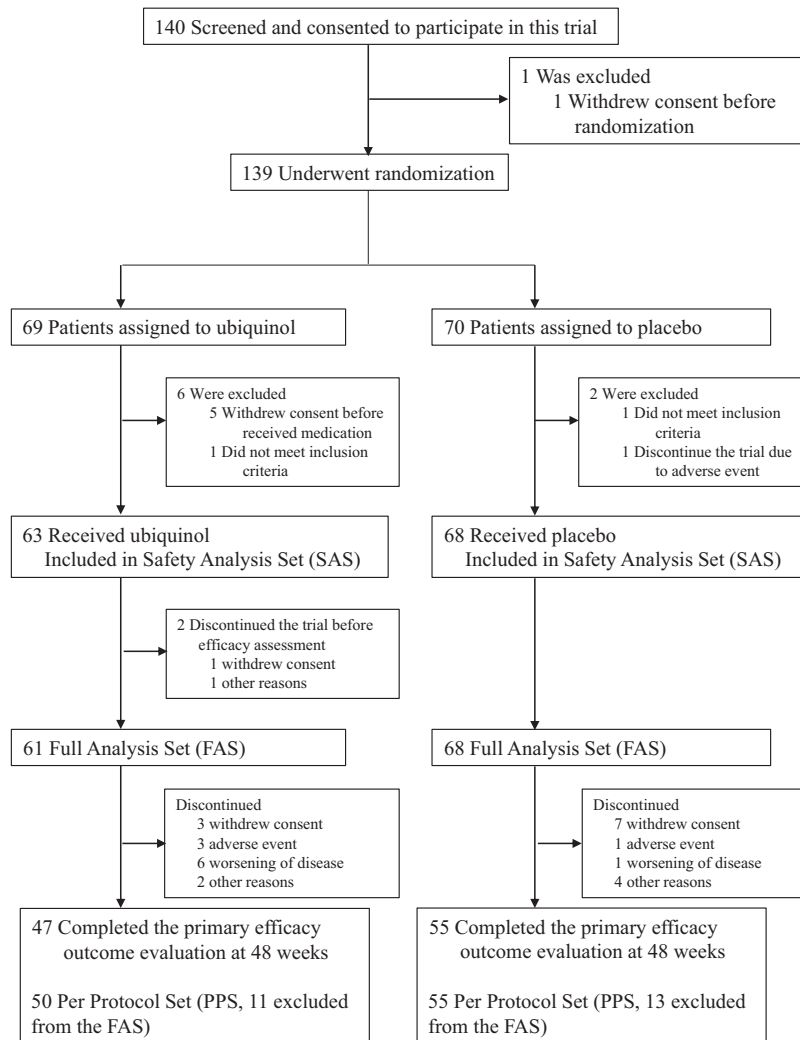 140 Screened and consented to participate in this trial
1 Was excluded
1 Withdrew consent before
randomization
139 Underwent randomization
69 Patients assigned to ubiquinol
70 Patients assigned to placebo
6 Were excluded
5 Withdrew consent before
received medication
1 Did not meet inclusion
criteria
2 Were excluded
1 Did not meet inclusion
criteria
1 Discontinue the trial due
to adverse event
63 Received ubiquinol
Included in Safety Analysis Set (SAS)
68 Received placebo
Included in Safety Analysis Set (SAS)
2 Discontinued the trial before
efficacy assessment
1 withdrew consent
1 other reasons
61 Full Analysis Set (FAS)
68 Full Analysis Set (FAS)
Discontinued
3 withdrew consent
3 adverse event
6 worsening of disease
2 other reasons
Discontinued
7 withdrew consent
1 adverse event
1 worsening of disease
4 other reasons
47 Completed the primary efficacy
outcome evaluation at 48 weeks
50 Per Protocol Set (PPS, 11 excluded
from the FAS)
55 Completed the primary efficacy
outcome evaluation at 48 weeks
55 Per Protocol Set (PPS, 13 excluded
from the FAS)